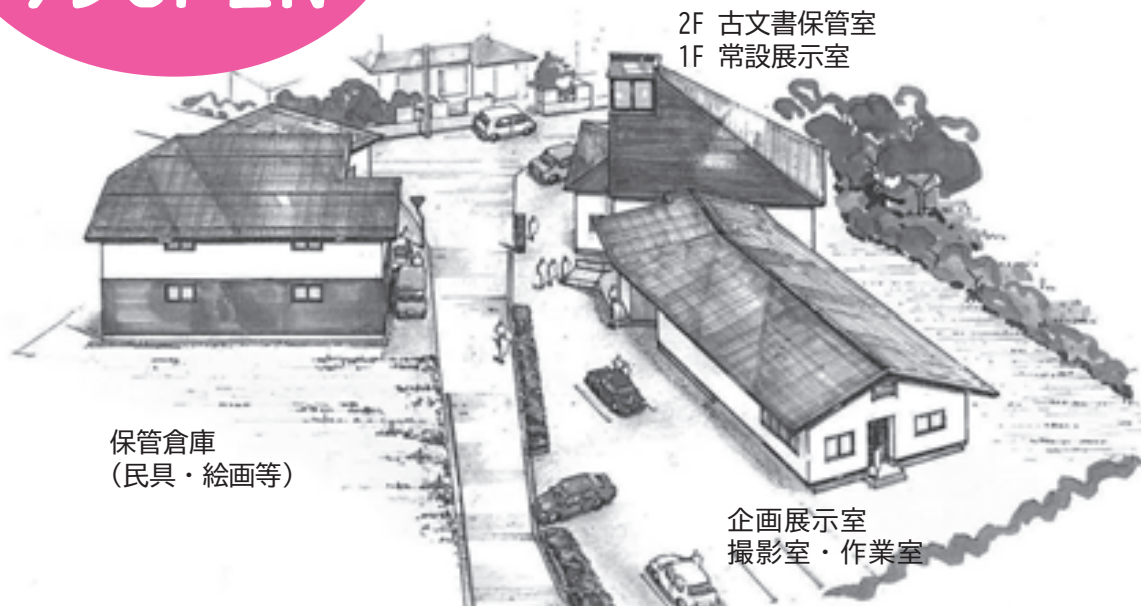 OPEN
2F 古文書保管室
1F 常設展示室
保管倉庫
(民具・絵画等)
企画展示室
撮影室・作業室